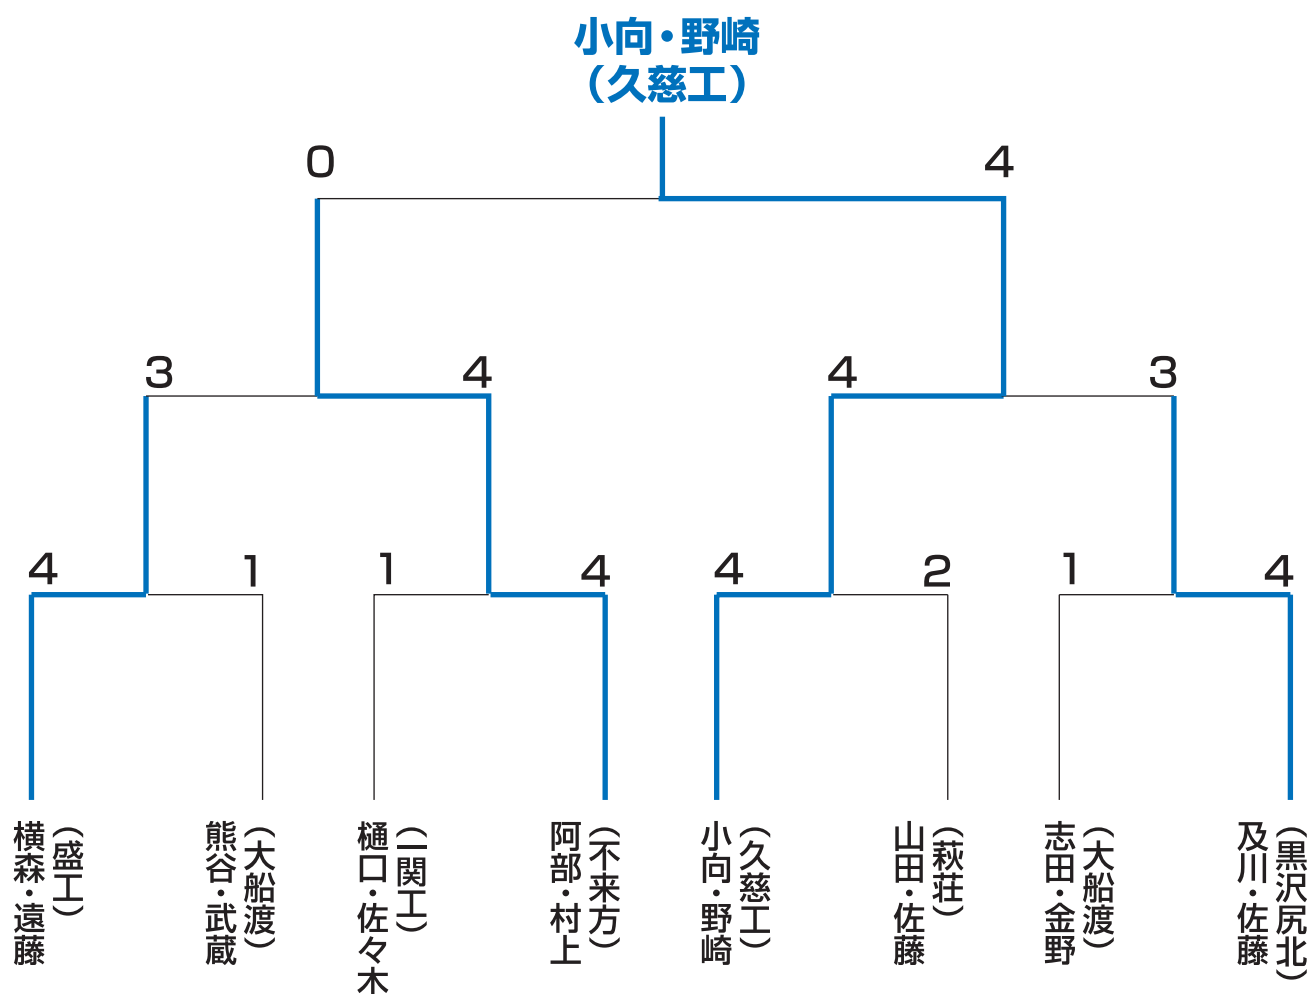 小向・野崎
（久慈工）
0
4
3
4
4
3
4
1
1
4
4
2
1
4
横森・遠藤
（盛工）
熊谷・武蔵
（大船渡）
樋口・佐々木
（一関工）
阿部・村上
（不来方）
小向・野崎
（久慈工）
山田・佐藤
（萩荘）
志田・金野
（大船渡）
及川・佐藤
（黒沢尻北）